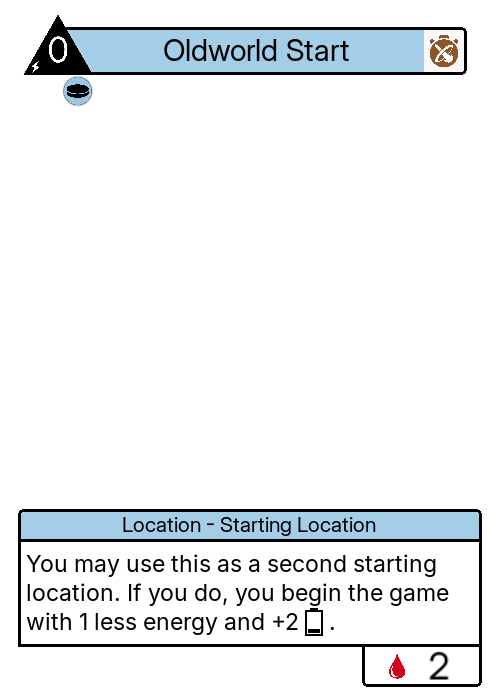 0
Oldworld Start
Location - Starting Location
You may use this as a second starting
location. If you do, you begin the game
with 1 less energy and +2 .
2